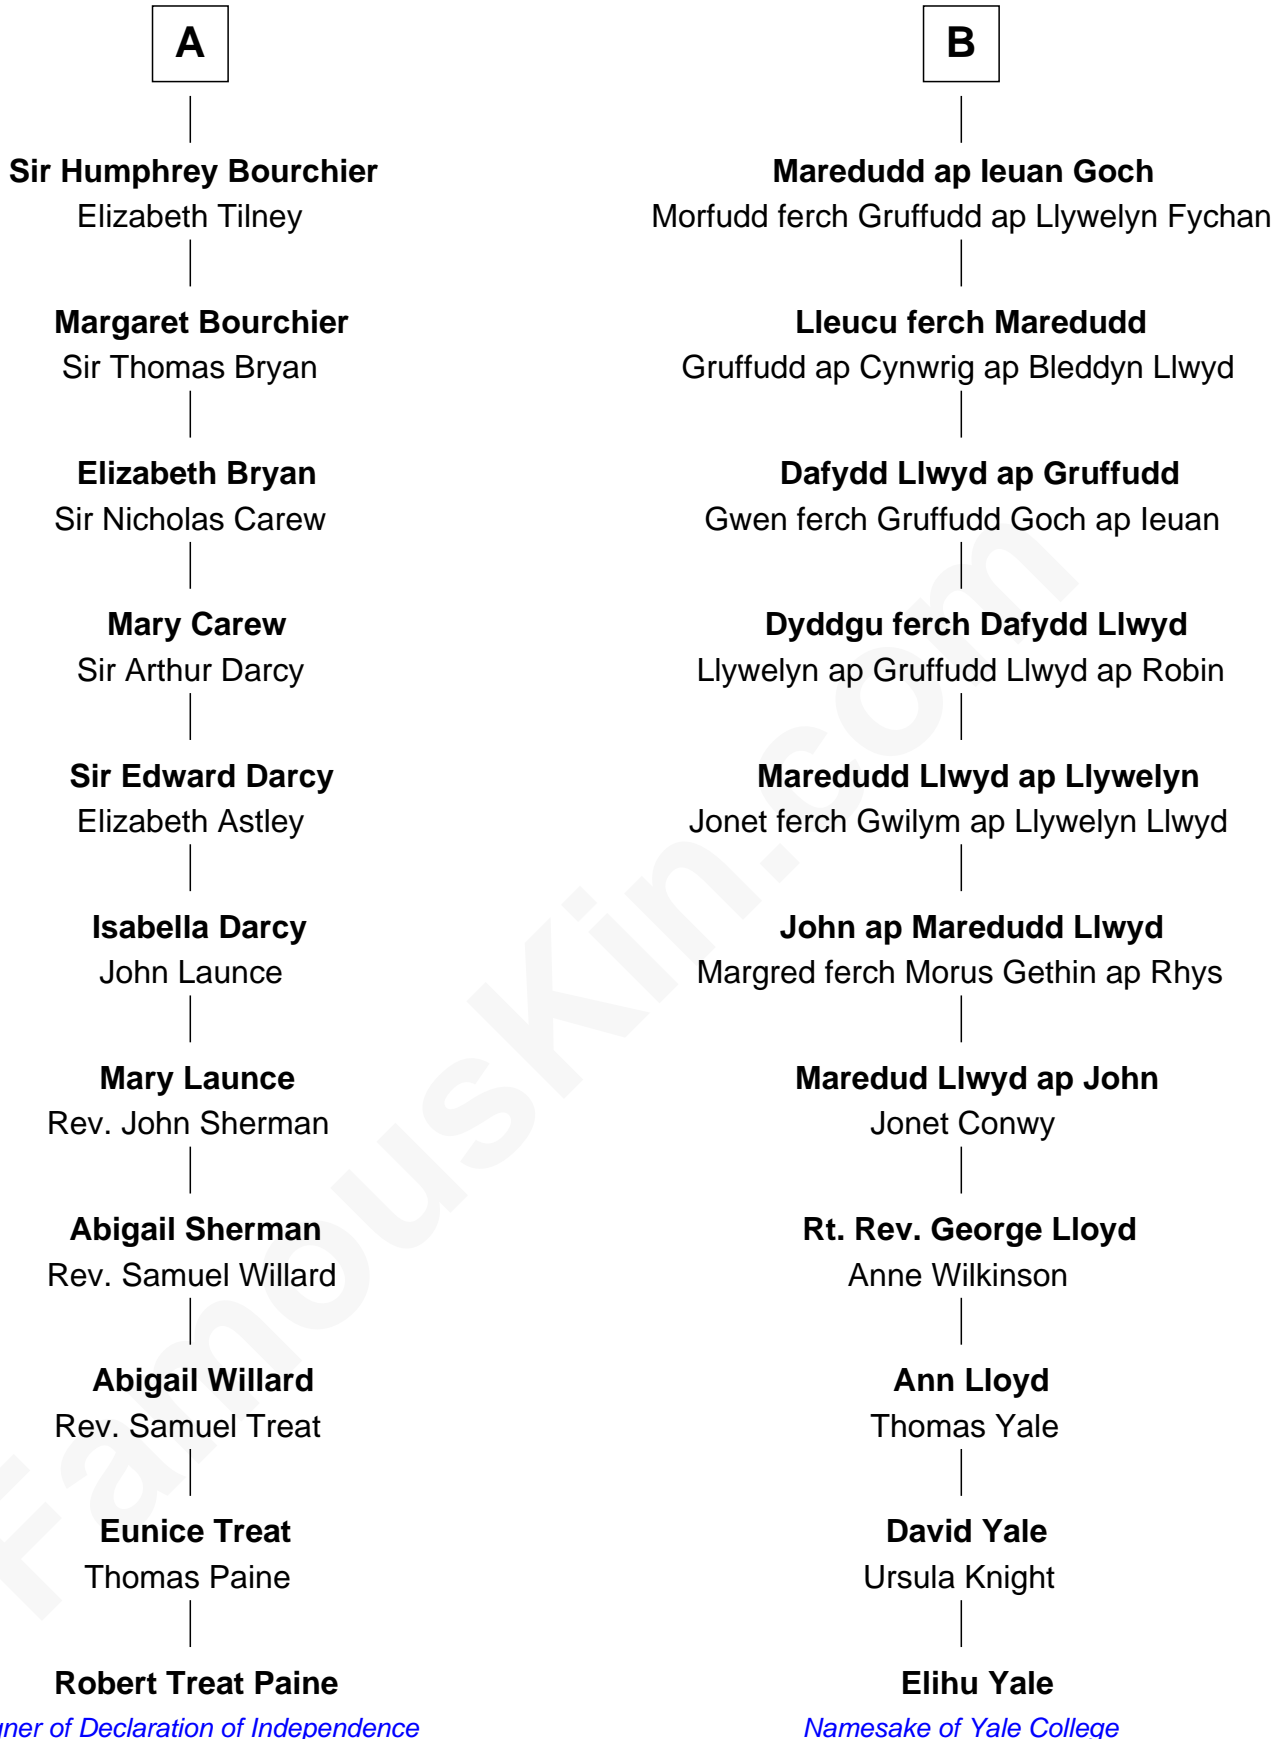 A
Sir Humphrey Bourchier
Elizabeth Tilney
Margaret Bourchier
Sir Thomas Bryan
Elizabeth Bryan
Sir Nicholas Carew
Mary Carew
Sir Arthur Darcy
Sir Edward Darcy
Elizabeth Astley
Isabella Darcy
John Launce
Mary Launce
Rev. John Sherman
Abigail Sherman
Rev. Samuel Willard
Abigail Willard
Rev. Samuel Treat
Eunice Treat
Thomas Paine
Robert Treat Paine
ner of Declaration of Independence
B
Maredudd ap Ieuan Goch
Morfudd ferch Gruffudd ap Llywelyn Fychan
Lleucu ferch Maredudd
Gruffudd ap Cynwrig ap Bleddyn Llwyd
Dafydd Llwyd ap Gruffudd
Gwen ferch Gruffudd Goch ap Ieuan
Dyddgu ferch Dafydd Llwyd
Llywelyn ap Gruffudd Llwyd ap Robin
Maredudd Llwyd ap Llywelyn
Jonet ferch Gwilym ap Llywelyn Llwyd
John ap Maredudd Llwyd
Margred ferch Morus Gethin ap Rhys
Maredud Llwyd ap John
Jonet Conwy
Rt. Rev. George Lloyd
Anne Wilkinson
Ann Lloyd
Thomas Yale
David Yale
Ursula Knight
Elihu Yale
Namesake of Yale College
FamousKin.com